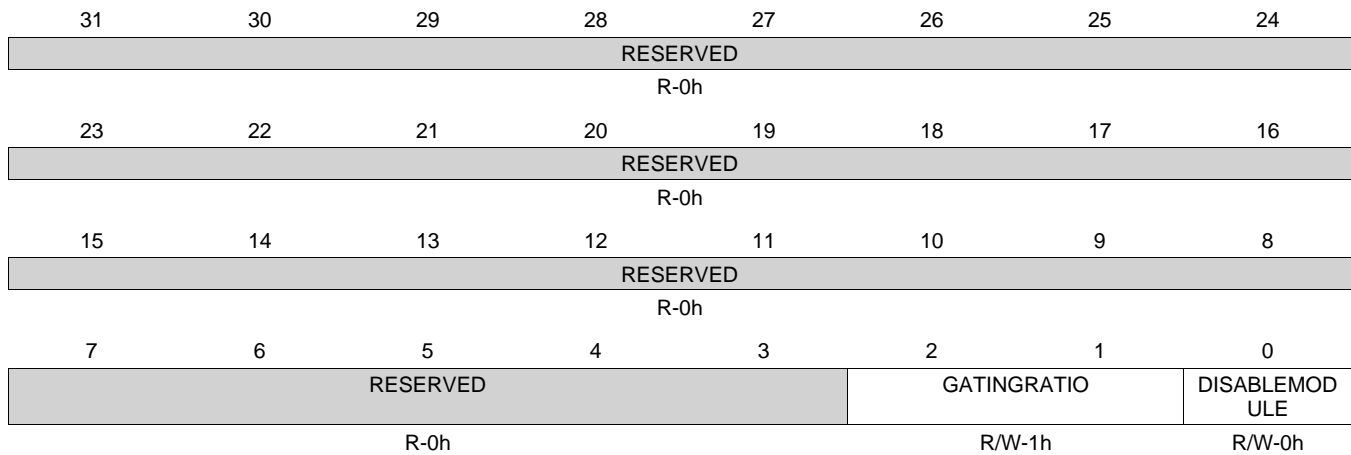 31 30 29 28 27 26 25 24
RESERVED
R-0h
23 22 21 20 19 18 17 16
RESERVED
R-0h
15 14 13 12 11 10 9 8
RESERVED
R-0h
7 6 5 4 3 2 1 0
RESERVED GATINGRATIO DISABLEMOD
ULE
R-0h R/W-1h R/W-0h